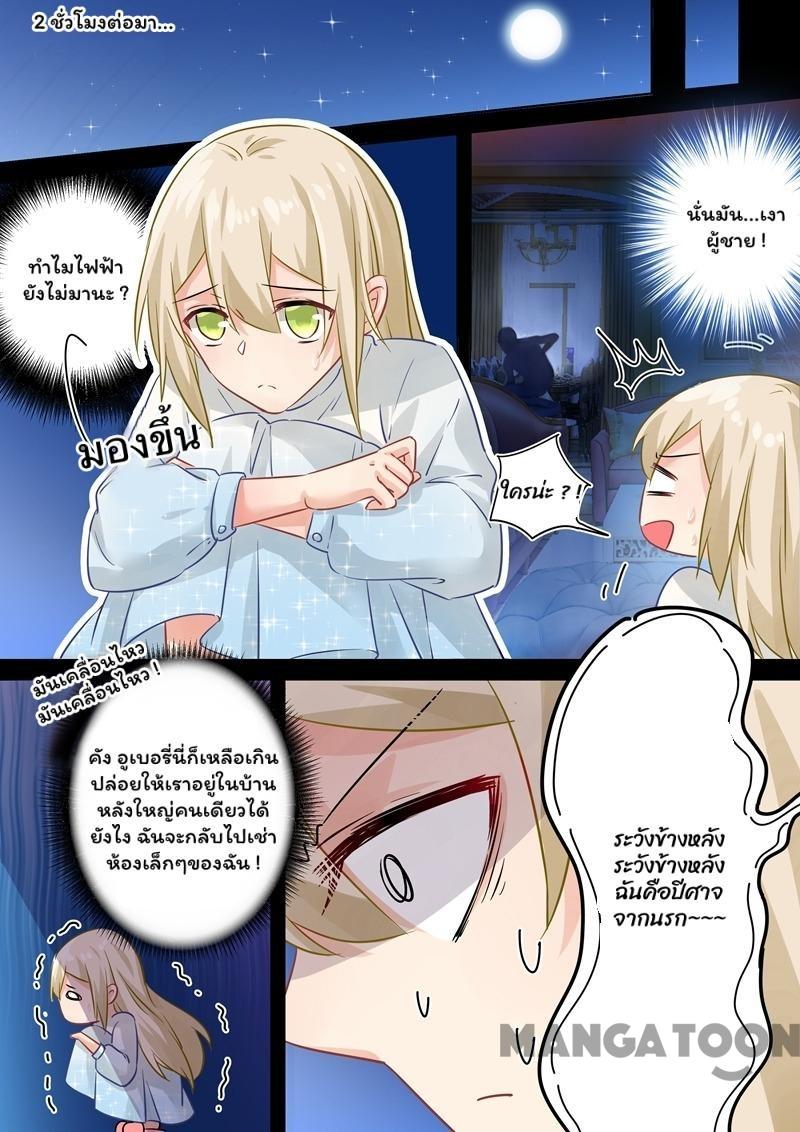 2 ชั่วโมงต่อมา...
ทำไมไฟฟ้า
ยังไม่มานะ ?
มองขึ้น
นั่นมัน...เงา
ผู้ชาย !
ใครน่ะ ? !
มันเคลื่อนไหว
มันเคลื่อนไหว !
คัง อูเบอรี่นี่ก็เหลือเกิน
ปล่อยให้เราอยู่ในบ้าน
หลังใหญ่คนเดียวได้
ยังไง ฉันจะกลับไปเช่า
ห้องเล็กๆของฉัน !
ระวังข้างหลัง
ระวังข้างหลัง
ฉันคือปีศาจ
จากนรก~~~
MANGATOON